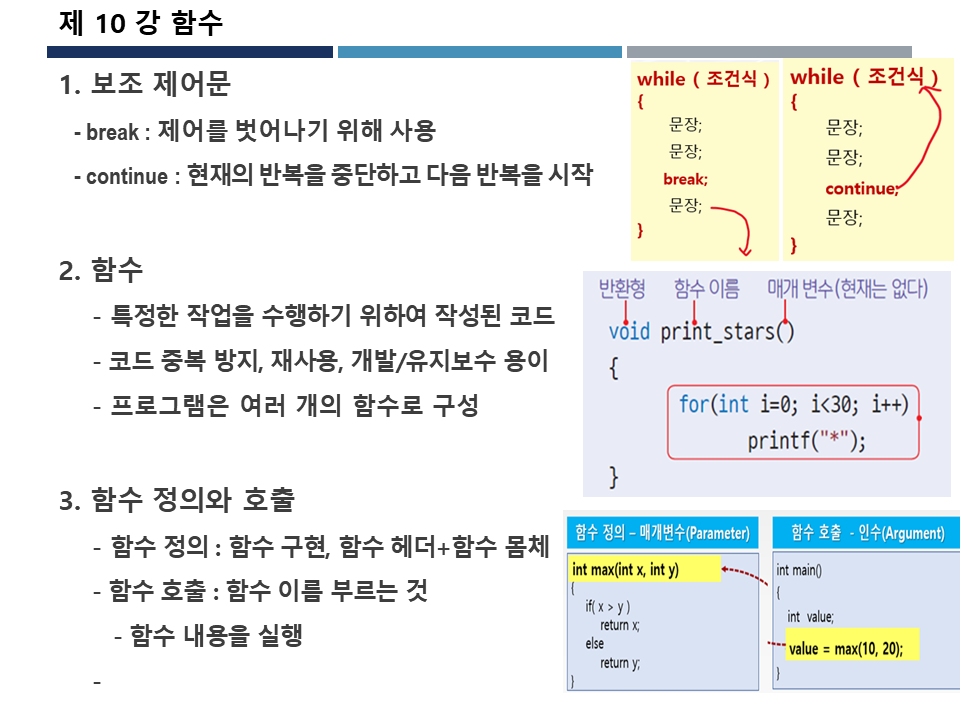 제 10 강 함수
1. 보조 제어문
- break : 제어를 벗어나기 위해 사용
- continue : 현재의 반복을 중단하고 다음 반복을 시작
while ( 조건식 )
{
문장;
문장;
break;
문장;
}
while ( 조건식 )
{
문장;
문장;
continue;
문장;
}
2. 함수
- 특정한 작업을 수행하기 위하여 작성된 코드
- 코드 중복 방지, 재사용, 개발/유지보수 용이
- 프로그램은 여러 개의 함수로 구성
반환형 함수 이름 매개 변수(현재는 없다)
void print_stars()
{
for(int i=0; i<30; i++)
printf("*");
}
3. 함수 정의와 호출
- 함수 정의 : 함수 구현, 함수 헤더+함수 몸체
- 함수 호출 : 함수 이름 부르는 것
- 함수 내용을 실행
-
함수 정의 – 매개변수(Parameter)
int max(int x, int y)
{
if( x > y )
return x;
else
return y;
}
함수 호출 - 인수(Argument)
int main()
{
int value;
value = max(10, 20);
}